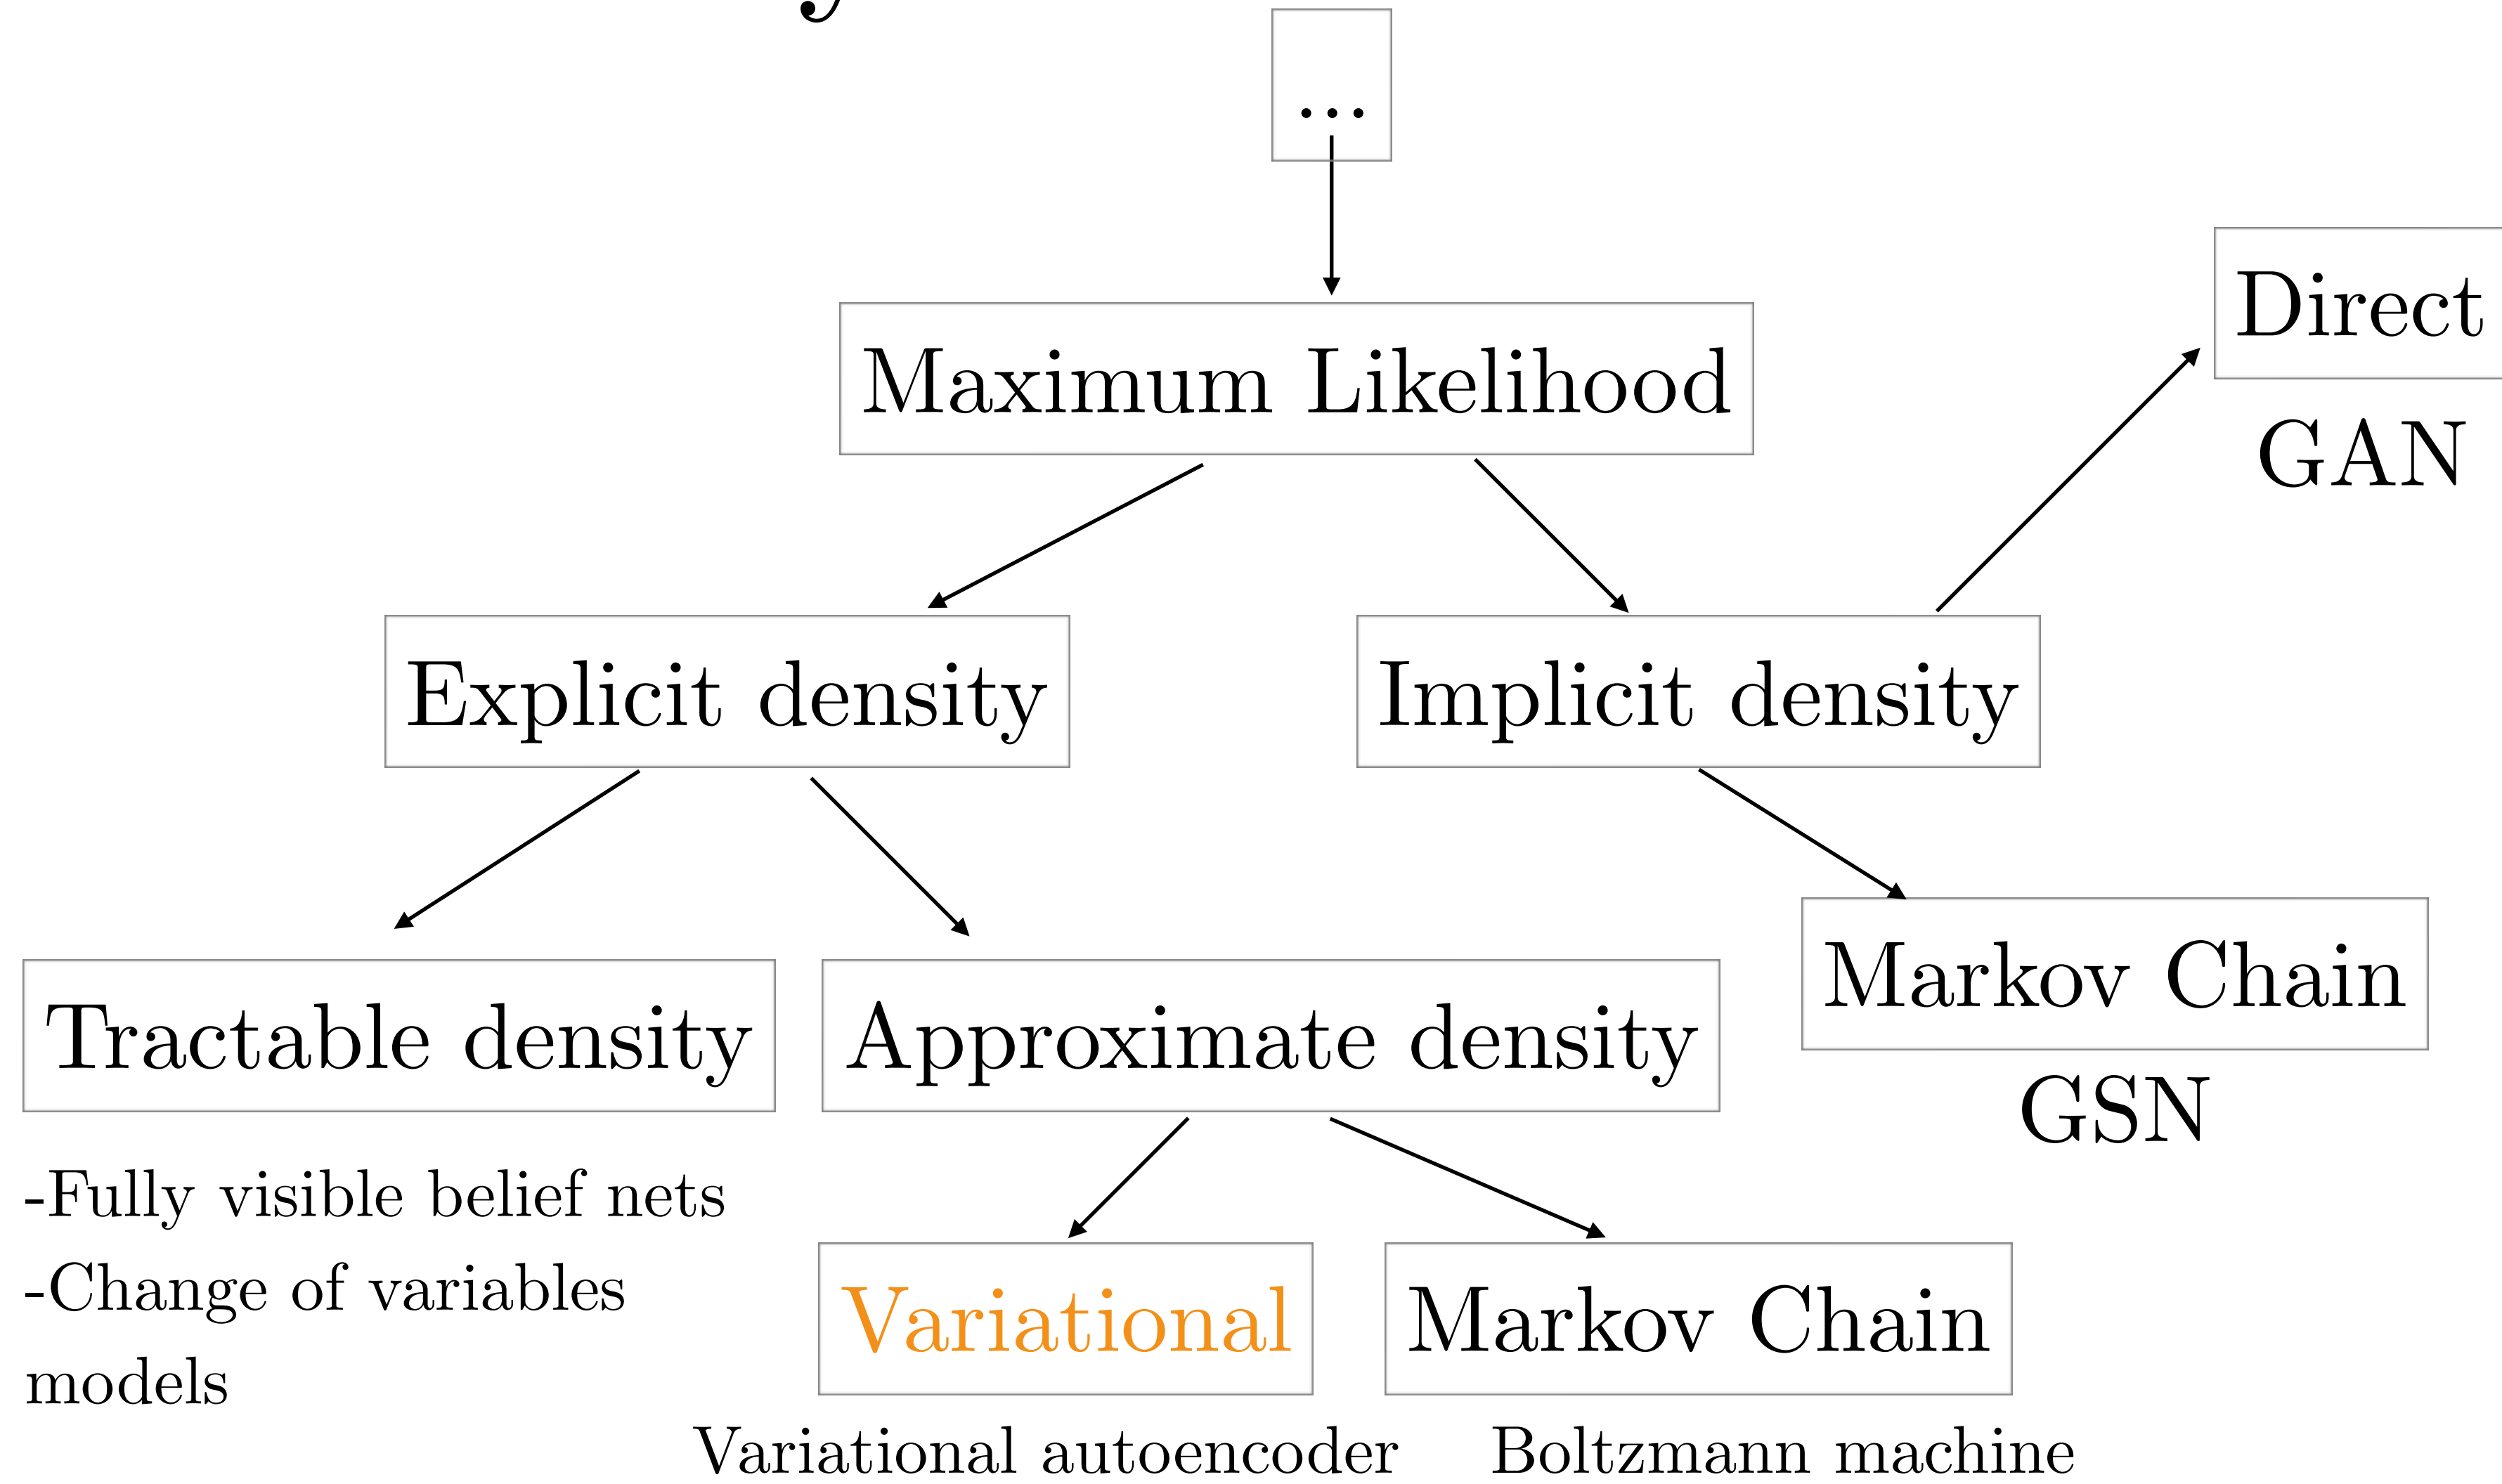 ...
Direct
Maximum Likelihood
GAN
Explicit density
Implicit density
Markov Chain
Tractable density
Approximate density
GSN
-Fully visible belief nets
-Change of variables
models
Variational
Markov Chain
Variational autoencoder
Boltzmann machine